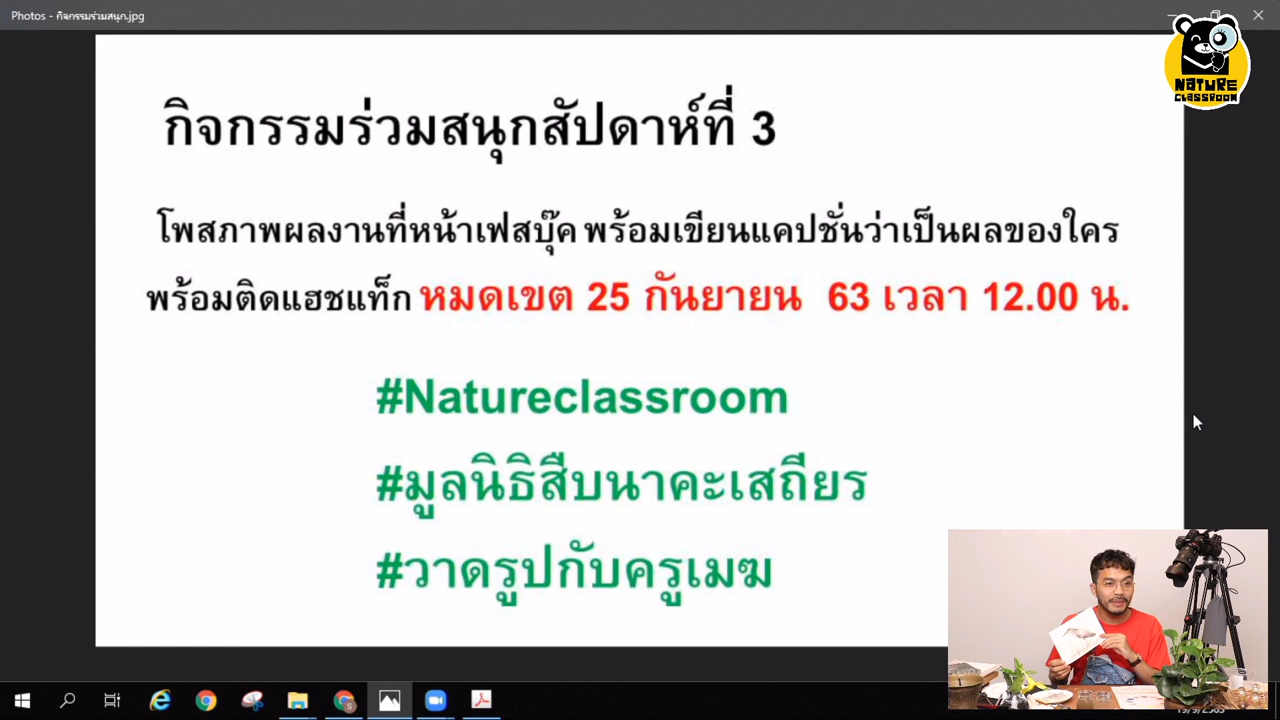 Photos - กิจกรรมร่วมสนุก.jpg
NATURE
CLASSROOM
กิจกรรมร่วมสนุกสัปดาห์ที่ 3
โพสภาพผลงานที่หน้าเฟสบุ๊ค พร้อมเขียนแคปชั่นว่าเป็นผลของใคร
พร้อมติดแฮชแท็ก หมดเขต 25 กันยายน 63 เวลา 12.00 น.
#Natureclassroom
#มูลนิธิสืบนาคะเสถียร
#วาดรูปกับครูเมฆ